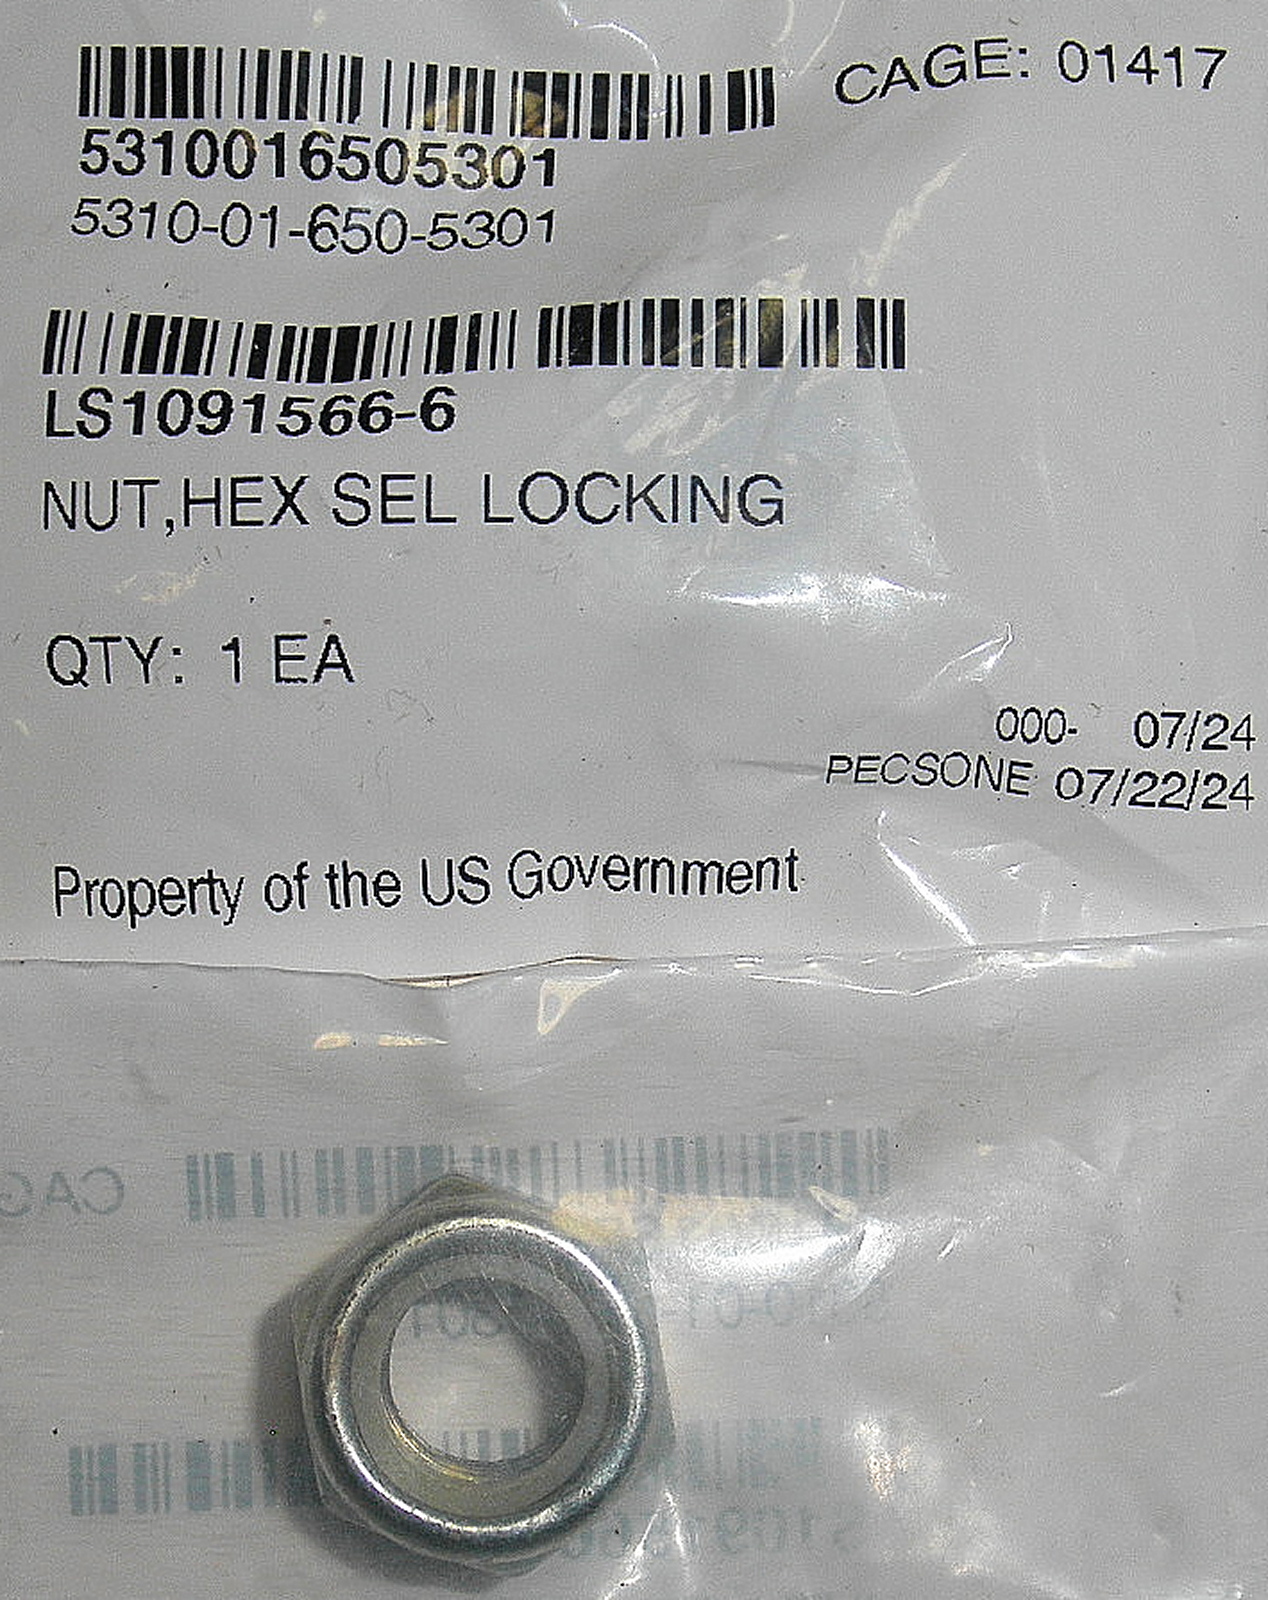 CAGE: 01417
5310016505301
5310-01-650-5301
LS1091566-6
NUT,HEX SEL LOCKING
QTY: 1 EA
000- 07/24
PECSONE 07/22/24
Property of the US Government
CAG